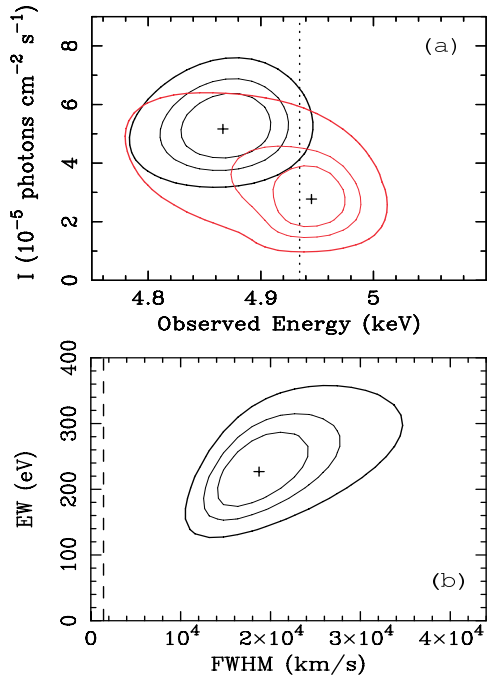 (a)
8
6
4
2
0
I (10⁻⁵ photons cm⁻² s⁻¹)
4.8 4.9 5
Observed Energy (keV)
400
300
200
100
0
EW (eV)
(b)
0 10⁴ 2×10⁴ 3×10⁴ 4×10⁴
FWHM (km/s)